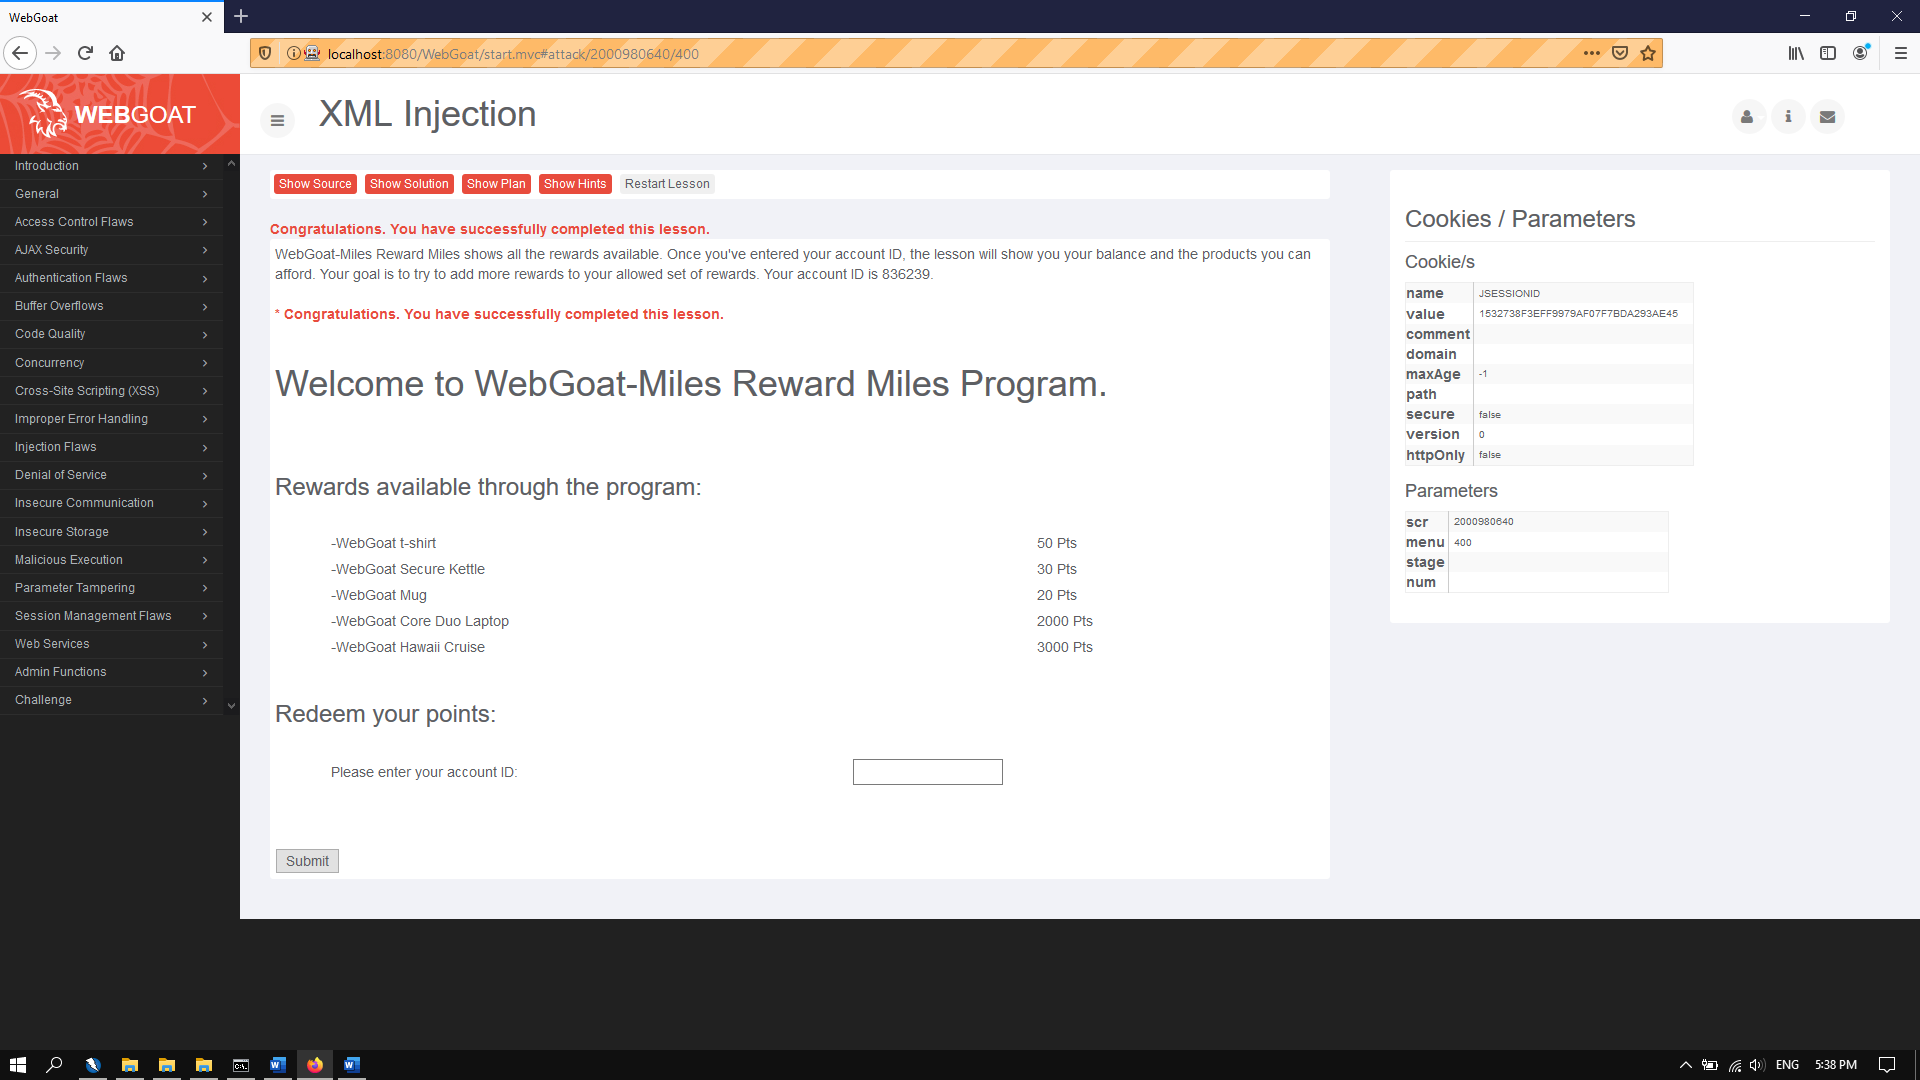 WebGoat
localhost:8080/WebGoat/start.mvc#attack/2000980640/400
WEBGOAT
XML Injection
Introduction
General
Access Control Flaws
AJAX Security
Authentication Flaws
Buffer Overflows
Code Quality
Concurrency
Cross-Site Scripting (XSS)
Improper Error Handling
Injection Flaws
Denial of Service
Insecure Communication
Insecure Storage
Malicious Execution
Parameter Tampering
Session Management Flaws
Web Services
Admin Functions
Challenge
Show Source Show Solution Show Plan Show Hints Restart Lesson
Congratulations. You have successfully completed this lesson.
WebGoat-Miles Reward Miles shows all the rewards available. Once you've entered your account ID, the lesson will show you your balance and the products you can
afford. Your goal is to try to add more rewards to your allowed set of rewards. Your account ID is 836239.
* Congratulations. You have successfully completed this lesson.
Welcome to WebGoat-Miles Reward Miles Program.
Rewards available through the program:
-WebGoat t-shirt 50 Pts
-WebGoat Secure Kettle 30 Pts
-WebGoat Mug 20 Pts
-WebGoat Core Duo Laptop 2000 Pts
-WebGoat Hawaii Cruise 3000 Pts
Redeem your points:
Please enter your account ID:
Submit
Cookies / Parameters
Cookie/s
name JSESSIONID
value 1532738F3EFF9979AF07F7BDA293AE45
comment
domain
maxAge -1
path
secure false
version 0
httpOnly false
Parameters
scr 2000980640
menu 400
stage
num
ENG 5:38 PM